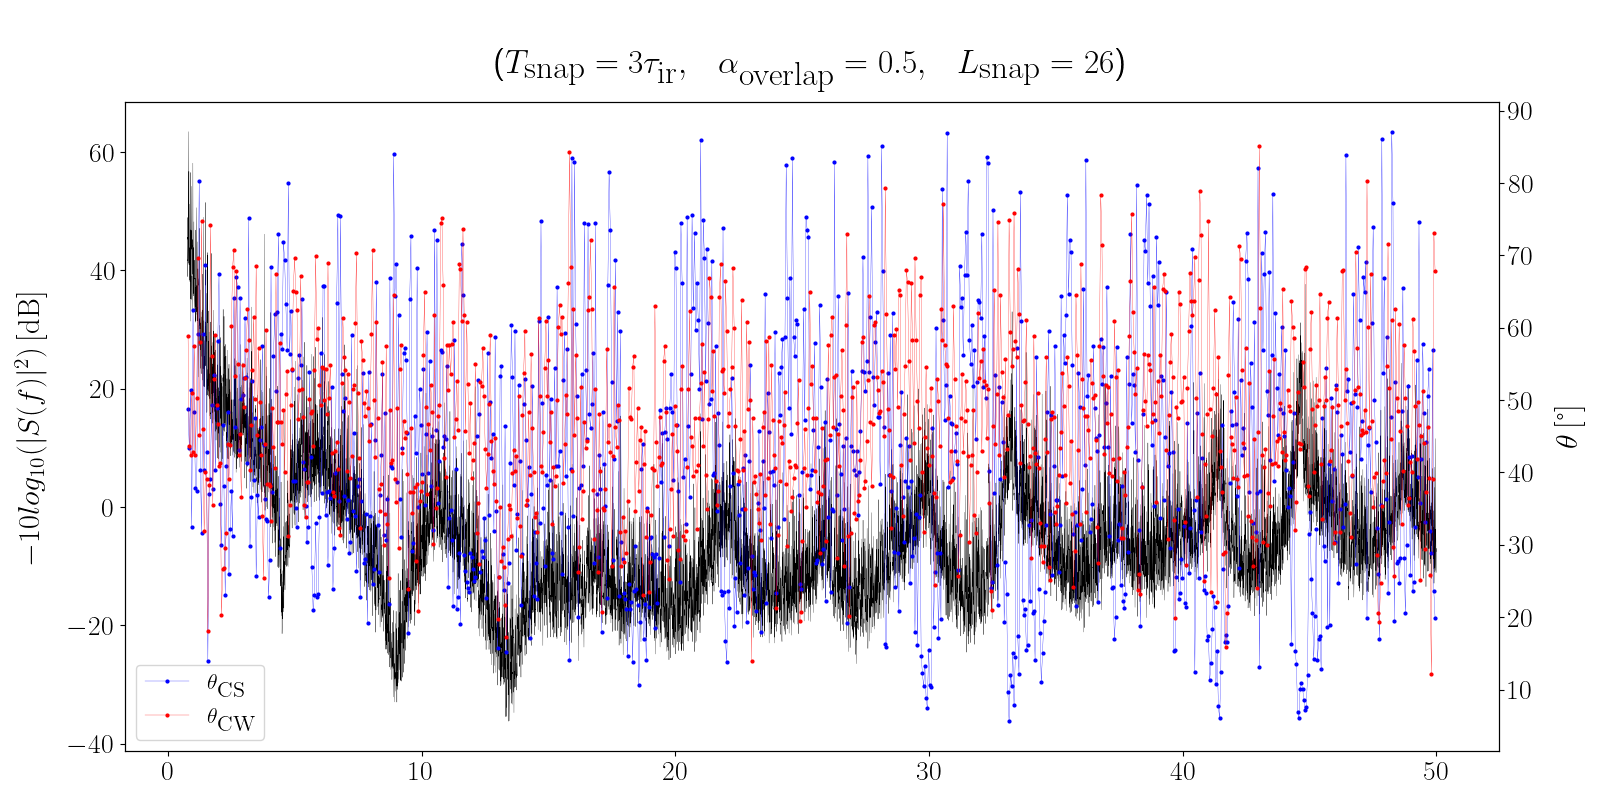 (T_snap = 3τ_ir, α_overlap = 0.5, L_snap = 26)
−10log₁₀(|S(f)|²) [dB]
60
40
20
0
−20
−40
90
80
70
60
50
40
30
20
10
θ [°]
θ_CS
θ_CW
0 10 20 30 40 50